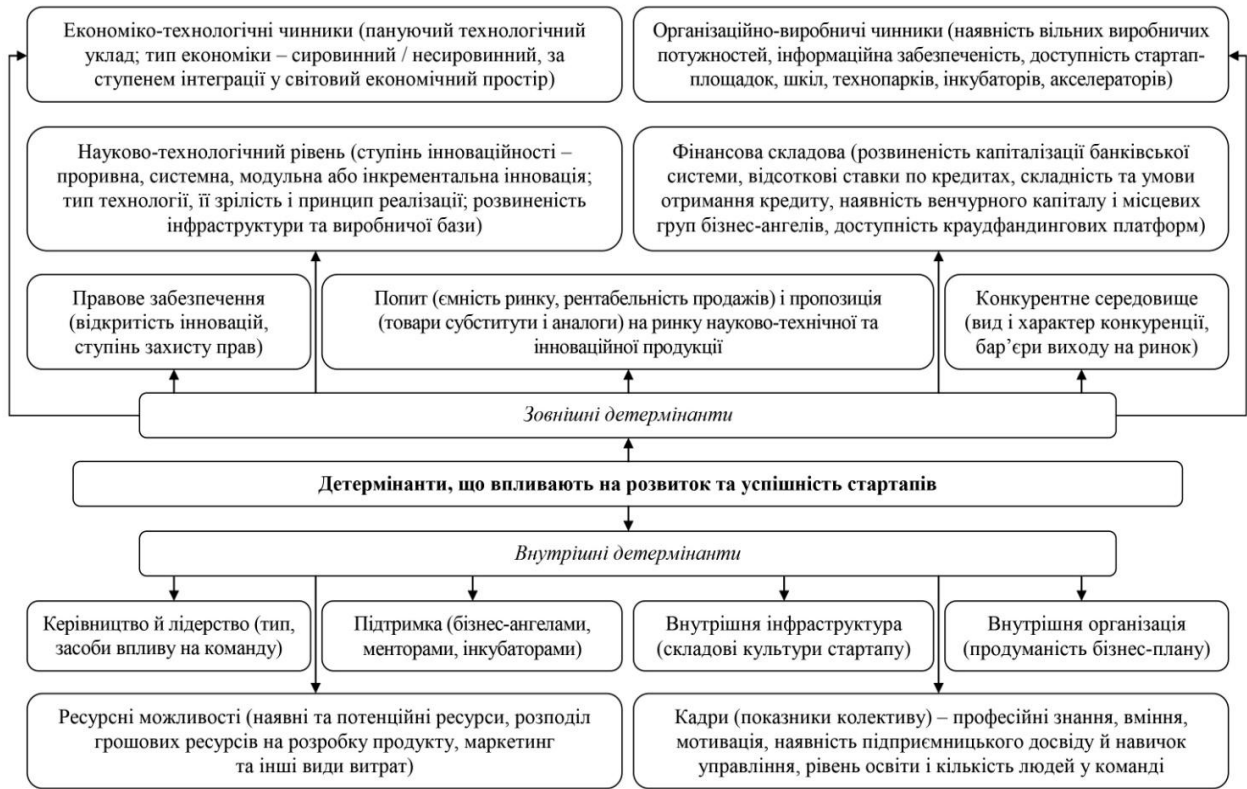 Економіко-технологічні чинники (пануючий технологічний
уклад; тип економіки – сировинний / несировинний, за
ступенем інтеграції у світовий економічний простір)
Організаційно-виробничі чинники (наявність вільних виробничих
потужностей, інформаційна забезпеченість, доступність стартап-
площадок, шкіл, технопарків, інкубаторів, акселераторів)
Науково-технологічний рівень (ступінь інноваційності –
проривна, системна, модульна або інкрементальна інновація;
тип технології, її зрілість і принцип реалізації; розвиненість
інфраструктури та виробничої бази)
Фінансова складова (розвиненість капіталізації банківської
системи, відсоткові ставки по кредитах, складність та умови
отримання кредиту, наявність венчурного капіталу і місцевих
груп бізнес-ангелів, доступність краудфандингових платформ)
Правове забезпечення
(відкритість інновацій,
ступінь захисту прав)
Попит (ємність ринку, рентабельність продажів) і пропозиція
(товари субститути і аналоги) на ринку науково-технічної та
інноваційної продукції
Конкурентне середовище
(вид і характер конкуренції,
бар’єри виходу на ринок)
Зовнішні детермінанти
Детермінанти, що впливають на розвиток та успішність стартапів
Внутрішні детермінанти
Керівництво й лідерство (тип,
засоби впливу на команду)
Підтримка (бізнес-ангелами,
менторами, інкубаторами)
Внутрішня інфраструктура
(складові культури стартапу)
Внутрішня організація
(продуманість бізнес-плану)
Ресурсні можливості (наявні та потенційні ресурси, розподіл
грошових ресурсів на розробку продукту, маркетинг
та інші види витрат)
Кадри (показники колективу) – професійні знання, вміння,
мотивація, наявність підприємницького досвіду й навичок
управління, рівень освіти і кількість людей у команді